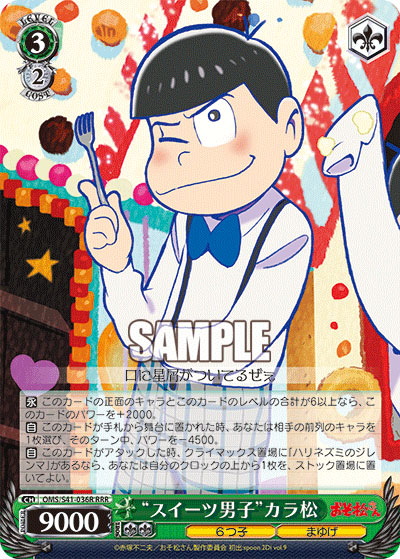 LEVEL
3
2
COST
SAMPLE
口に星屑がついてるぜぇ
永 このカードの正面のキャラとこのカードのレベルの合計が6以上なら、こ
のカードのパワーを+2000。
自 このカードが手札から舞台に置かれた時、あなたは相手の前列のキャラを
1枚選び、そのターン中、パワーを−4500。
自 このカードがアタックした時、クライマックス置場に「ハリネズミのジレ
ンマ」があるなら、あなたは自分のクロックの上から1枚を、ストック置場に置
いてよい。
OMS/S41-036R RRR
9000
“スイーツ男子”カラ松
おそ松さん
6つ子
まゆげ
©赤塚不二夫/おそ松さん製作委員会 初出:spoon.2Di vol.9